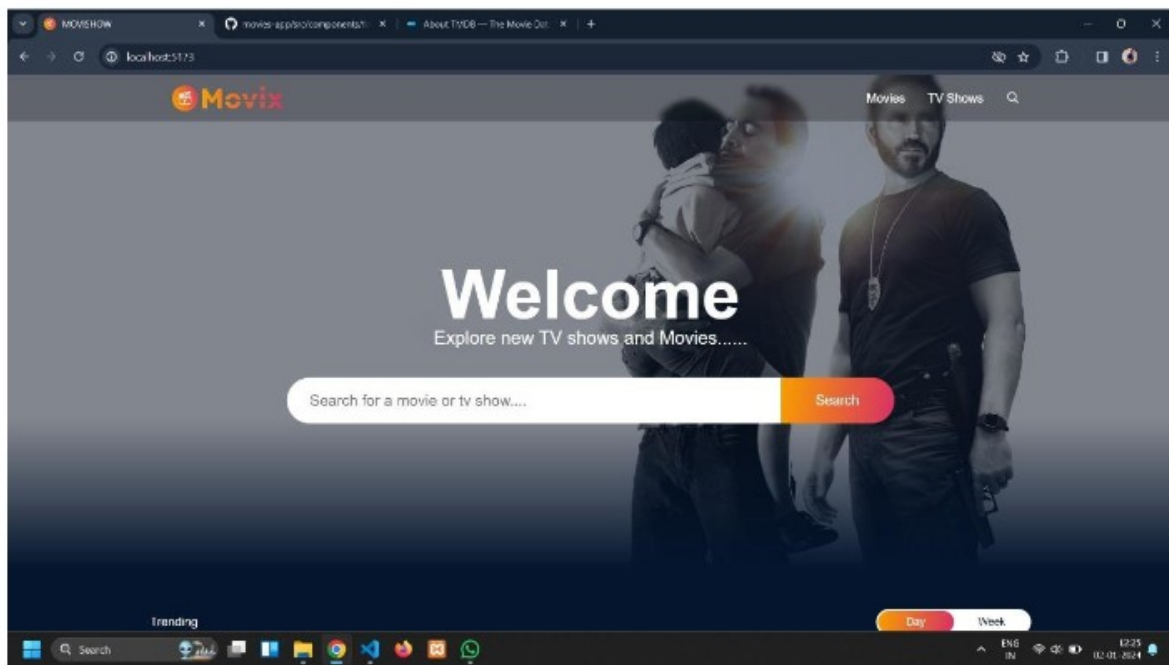 MOVISHOW
movies-app/src/components/h
About TMDB — The Movie Dat
localhost:5173
Movix
Movies TV Shows
Welcome
Explore new TV shows and Movies......
Search for a movie or tv show....
Search
Trending
Day Week
Search
ENG
IN
12:25
02-01-2024